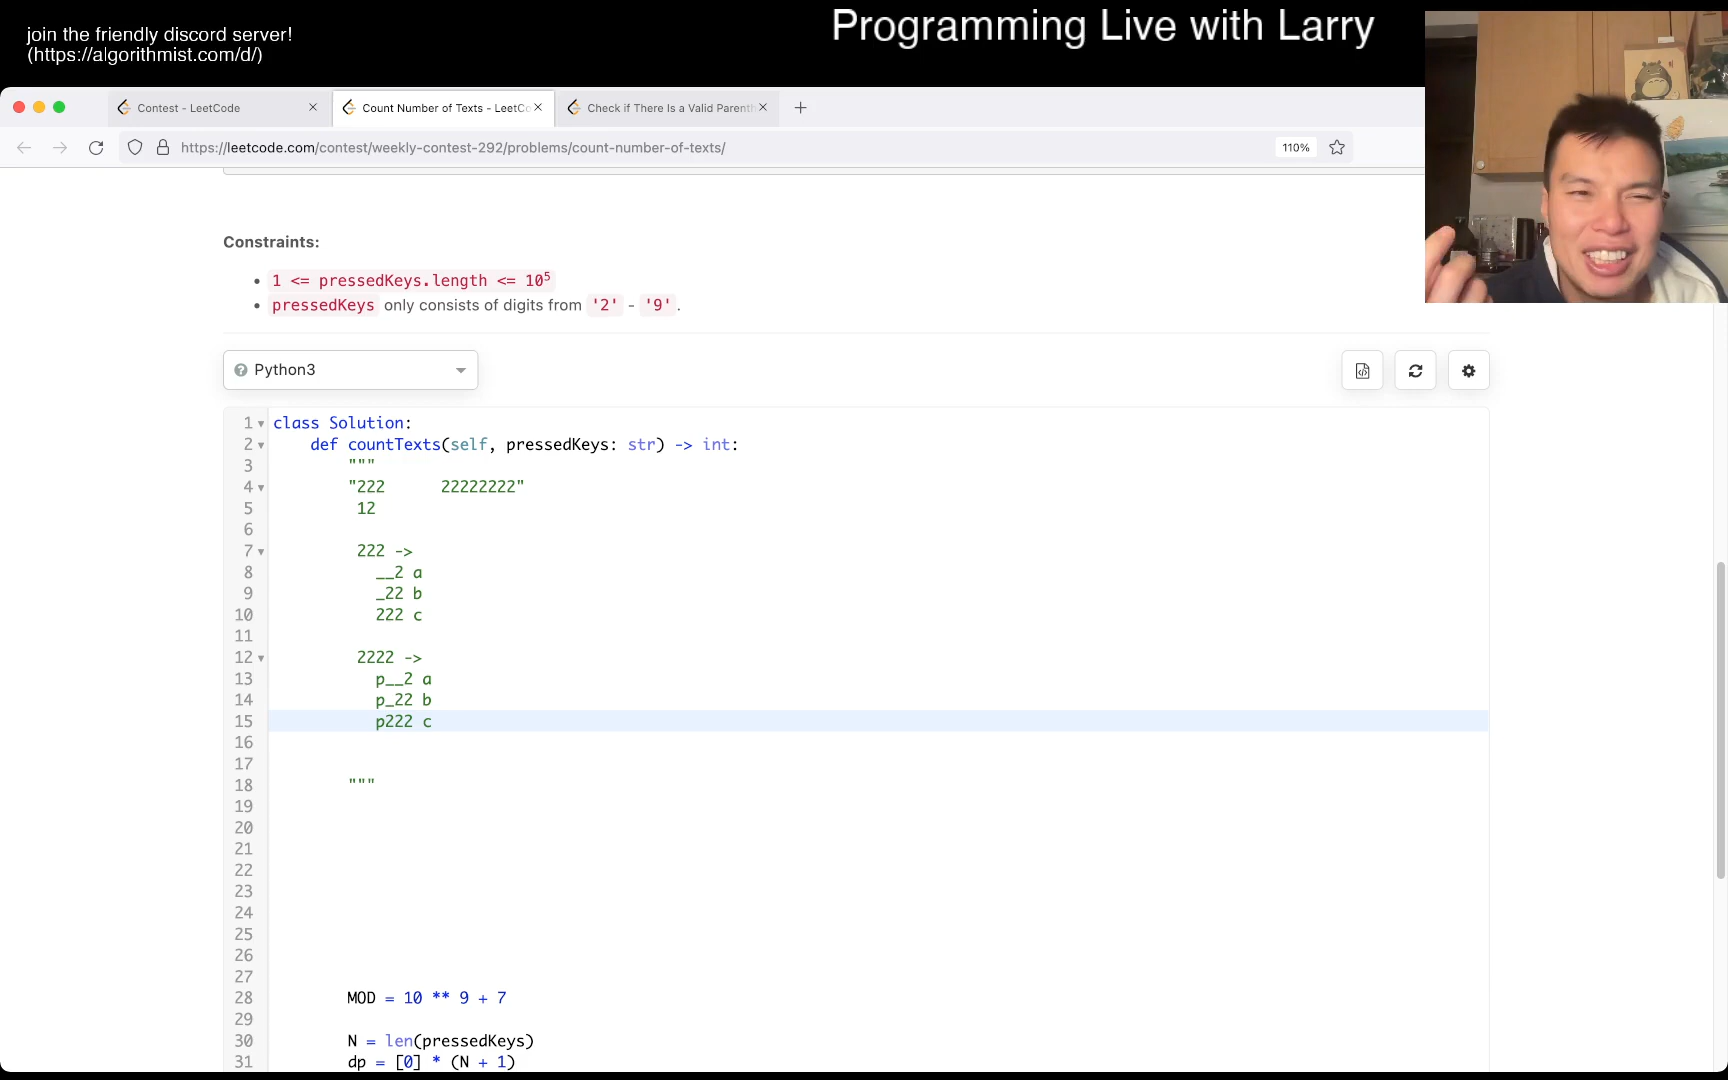 join the friendly discord server!
(https://algorithmist.com/d/)
Programming Live with Larry
Contest - LeetCode
Count Number of Texts - LeetCo
Check if There Is a Valid Parenth
https://leetcode.com/contest/weekly-contest-292/problems/count-number-of-texts/
110%
Constraints:
• 1 <= pressedKeys.length <= 10⁵
• pressedKeys only consists of digits from '2' - '9'.
Python3
1 class Solution:
2 def countTexts(self, pressedKeys: str) -> int:
3 """
4 "222 22222222"
5 12
6
7 222 ->
8 __2 a
9 _22 b
10 222 c
11
12 2222 ->
13 p__2 a
14 p_22 b
15 p222 c
16
17
18 """
19
20
21
22
23
24
25
26
27
28 MOD = 10 ** 9 + 7
29
30 N = len(pressedKeys)
31 dp = [0] * (N + 1)